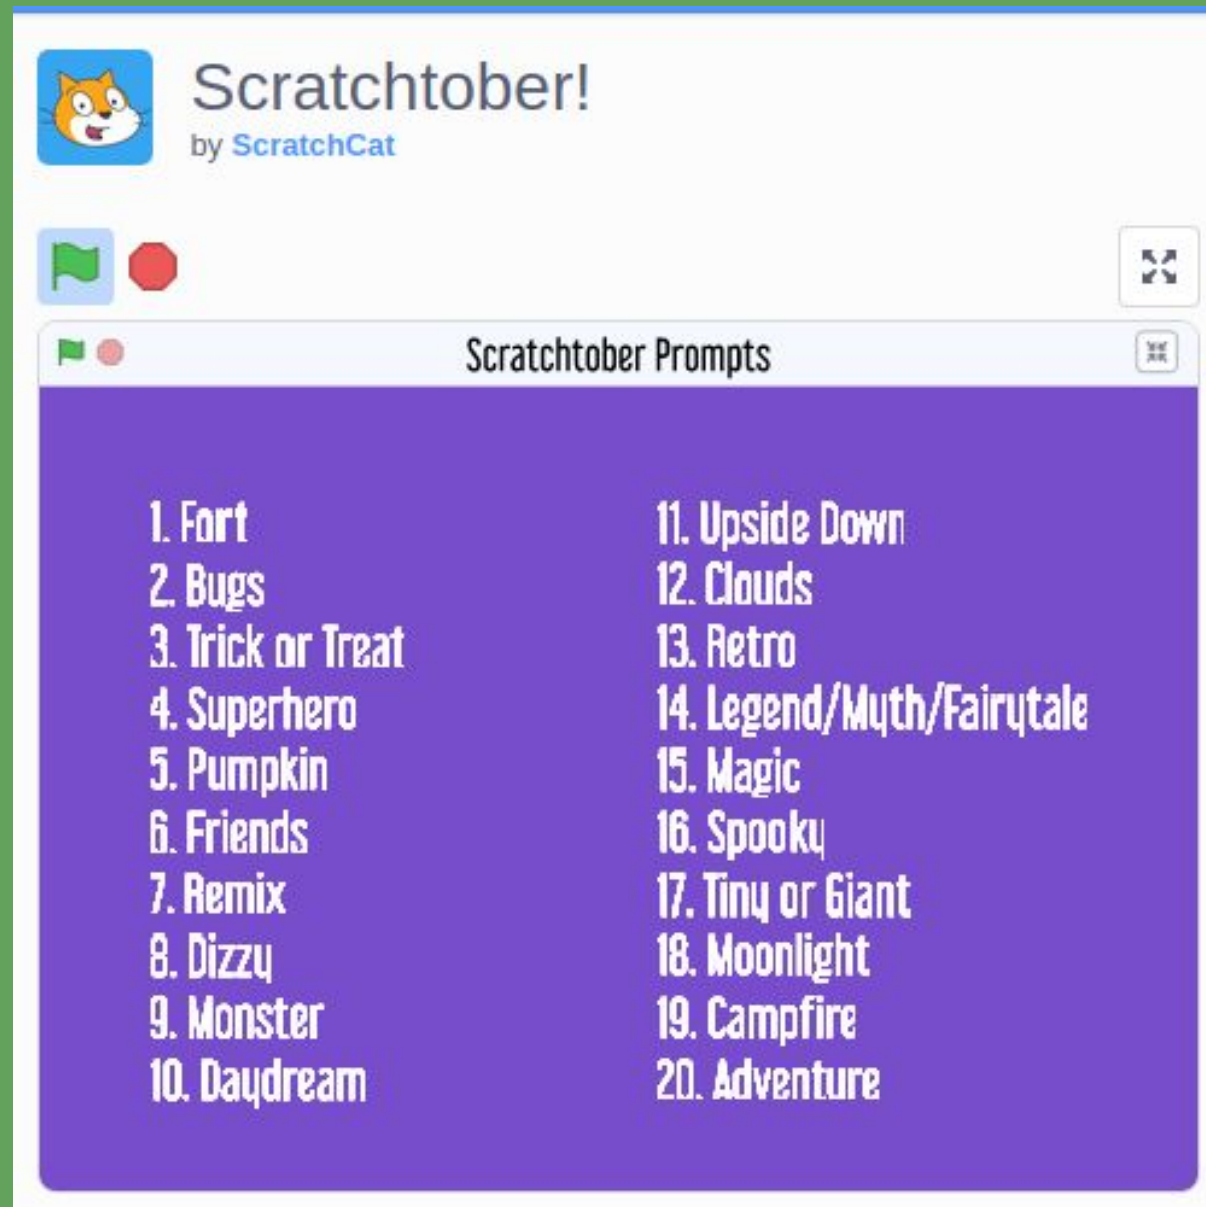 Scratchtober!
by ScratchCat
Scratchtober Prompts
1. Fort
2. Bugs
3. Trick or Treat
4. Superhero
5. Pumpkin
6. Friends
7. Remix
8. Dizzy
9. Monster
10. Daydream
11. Upside Down
12. Clouds
13. Retro
14. Legend/Myth/Fairytale
15. Magic
16. Spooky
17. Tiny or Giant
18. Moonlight
19. Campfire
20. Adventure